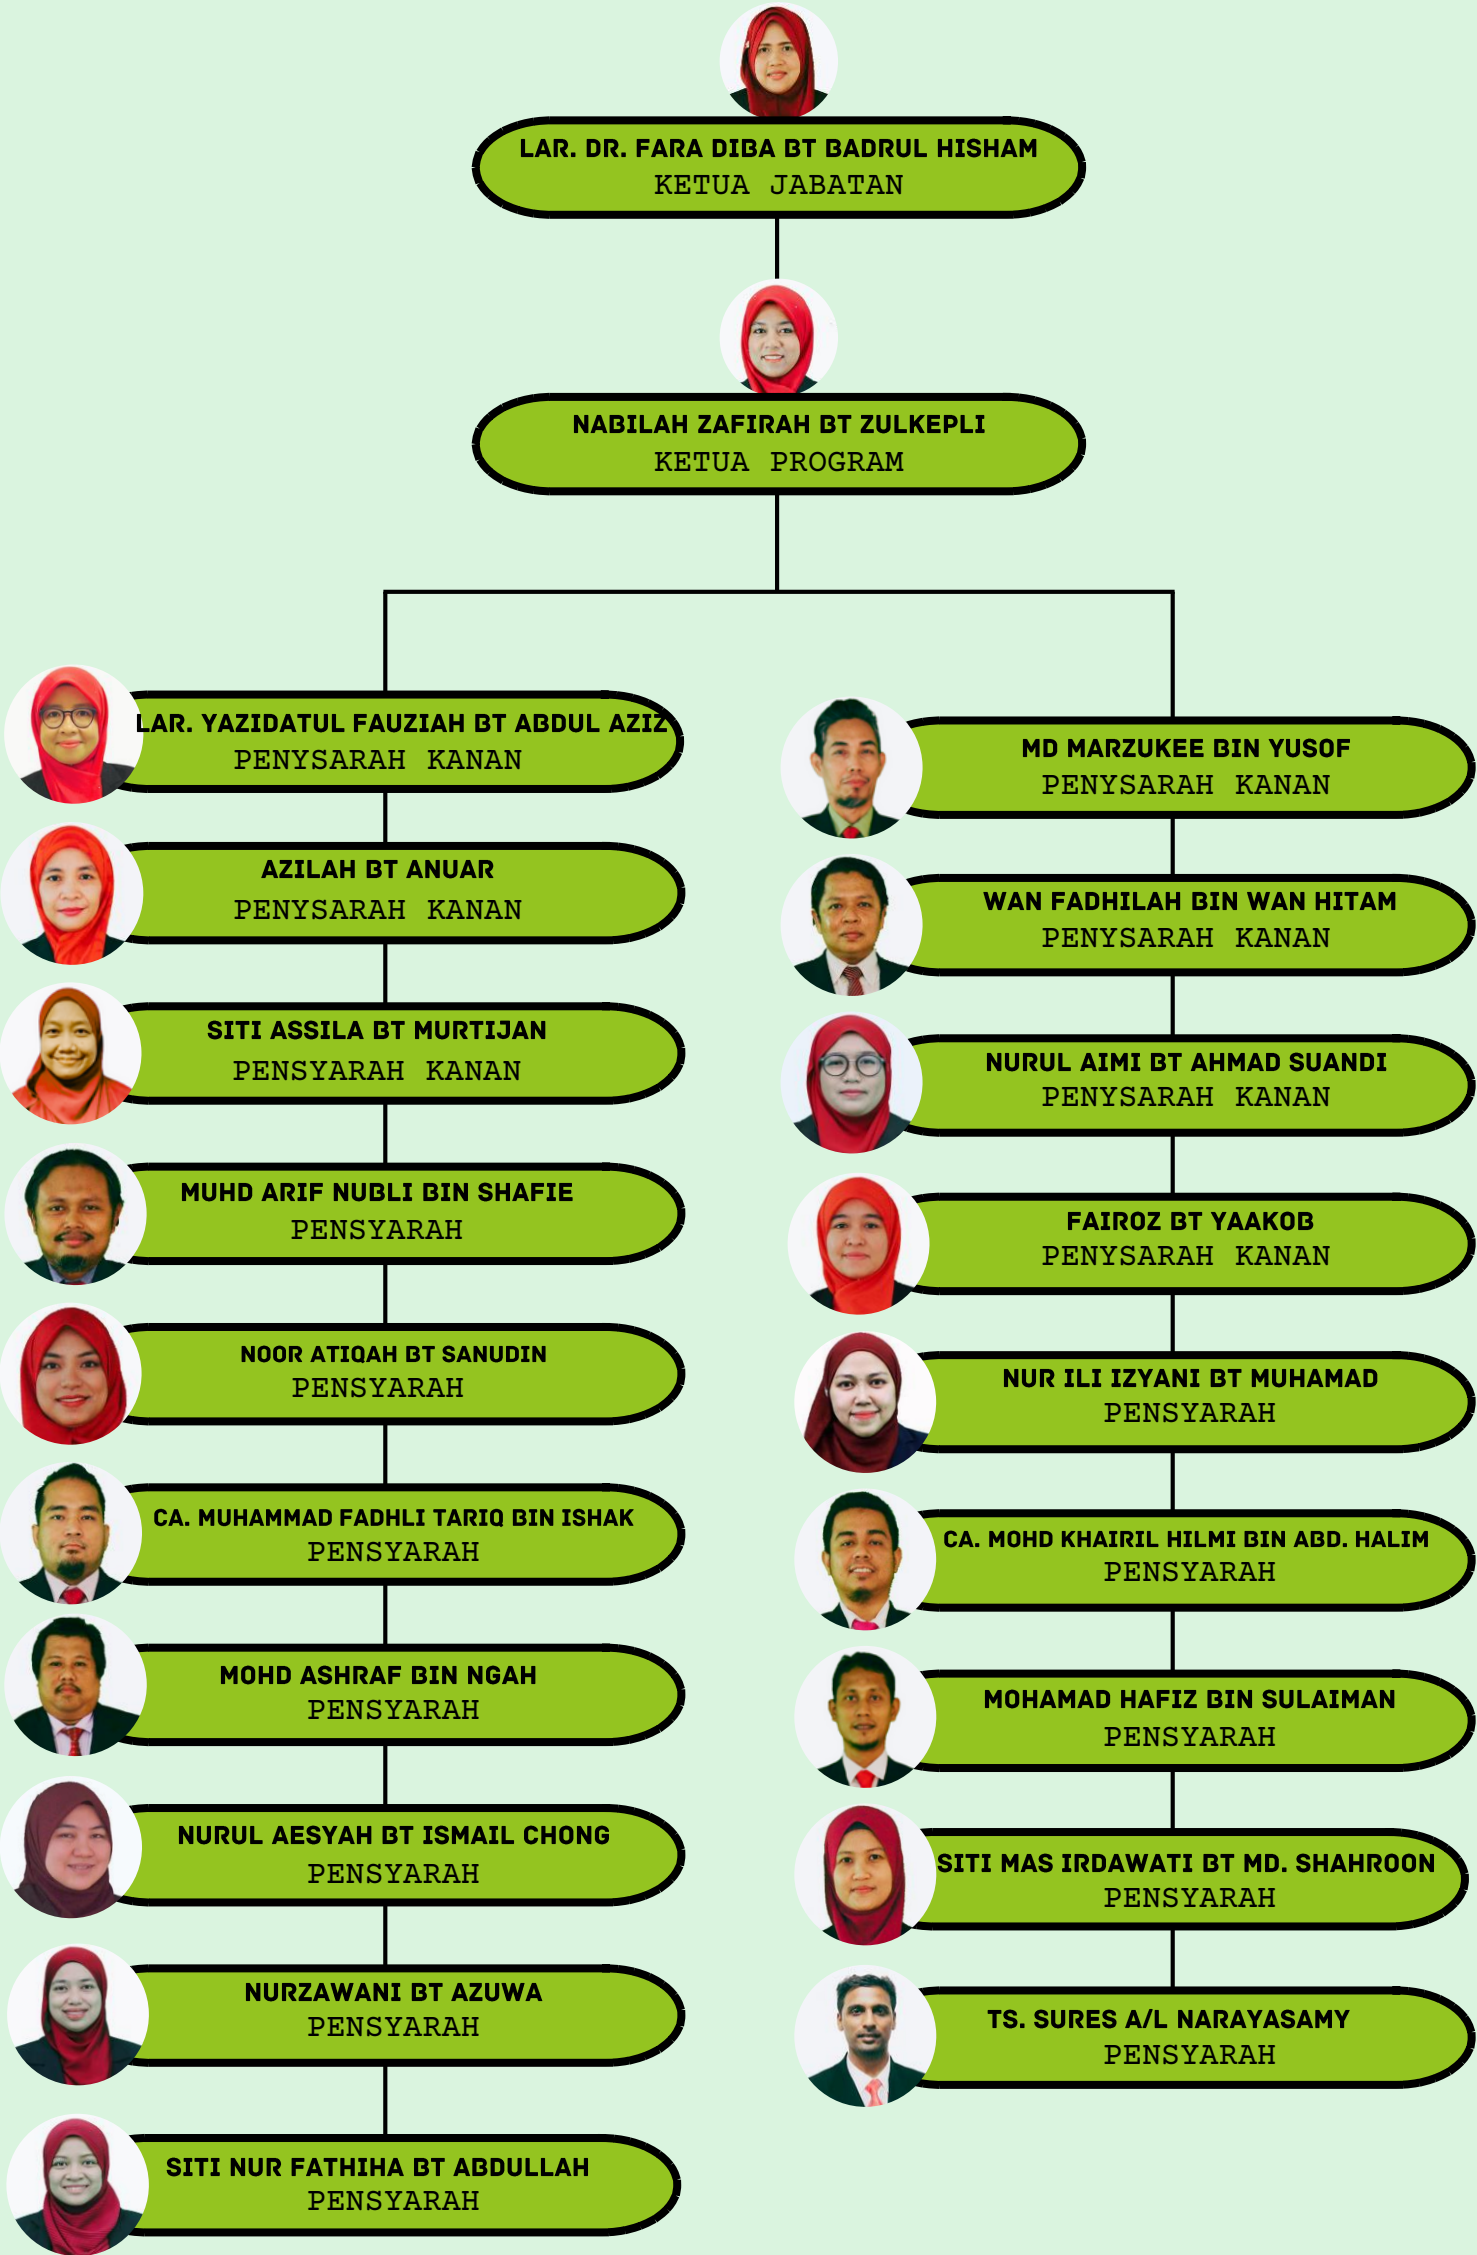 LAR. DR. FARA DIBA BT BADRUL HISHAM
KETUA JABATAN
NABILAH ZAFIRAH BT ZULKEPLI
KETUA PROGRAM
LAR. YAZIDATUL FAUZIAH BT ABDUL AZIZ
PENYSARAH KANAN
AZILAH BT ANUAR
PENYSARAH KANAN
SITI ASSILA BT MURTIJAN
PENSYARAH KANAN
MUHD ARIF NUBLI BIN SHAFIE
PENSYARAH
NOOR ATIQAH BT SANUDIN
PENSYARAH
CA. MUHAMMAD FADHLI TARIQ BIN ISHAK
PENSYARAH
MOHD ASHRAF BIN NGAH
PENSYARAH
NURUL AESYAH BT ISMAIL CHONG
PENSYARAH
NURZAWANI BT AZUWA
PENSYARAH
SITI NUR FATHIHA BT ABDULLAH
PENSYARAH
MD MARZUKEE BIN YUSOF
PENYSARAH KANAN
WAN FADHILAH BIN WAN HITAM
PENYSARAH KANAN
NURUL AIMI BT AHMAD SUANDI
PENYSARAH KANAN
FAIROZ BT YAAKOB
PENYSARAH KANAN
NUR ILI IZYANI BT MUHAMAD
PENSYARAH
CA. MOHD KHAIRIL HILMI BIN ABD. HALIM
PENSYARAH
MOHAMAD HAFIZ BIN SULAIMAN
PENSYARAH
SITI MAS IRDAWATI BT MD. SHAHROON
PENSYARAH
TS. SURES A/L NARAYASAMY
PENSYARAH